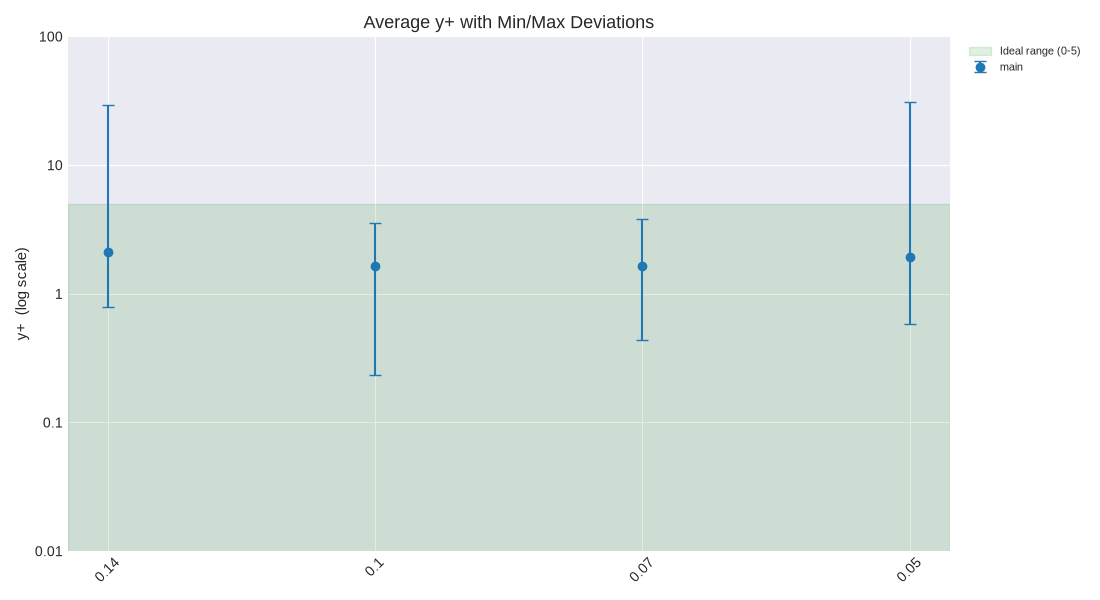 Average y+ with Min/Max Deviations
Ideal range (0-5)
main
y+ (log scale)
100
10
1
0.1
0.01
0.14
0.1
0.07
0.05